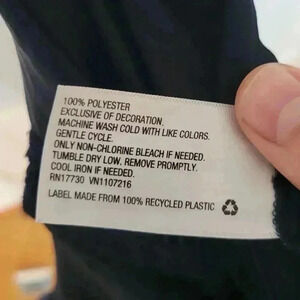 100% POLYESTER
EXCLUSIVE OF DECORATION.
MACHINE WASH COLD WITH LIKE COLORS.
GENTLE CYCLE.
ONLY NON-CHLORINE BLEACH IF NEEDED.
TUMBLE DRY LOW. REMOVE PROMPTLY.
COOL IRON IF NEEDED.
RN17730 VN1107216
LABEL MADE FROM 100% RECYCLED PLASTIC